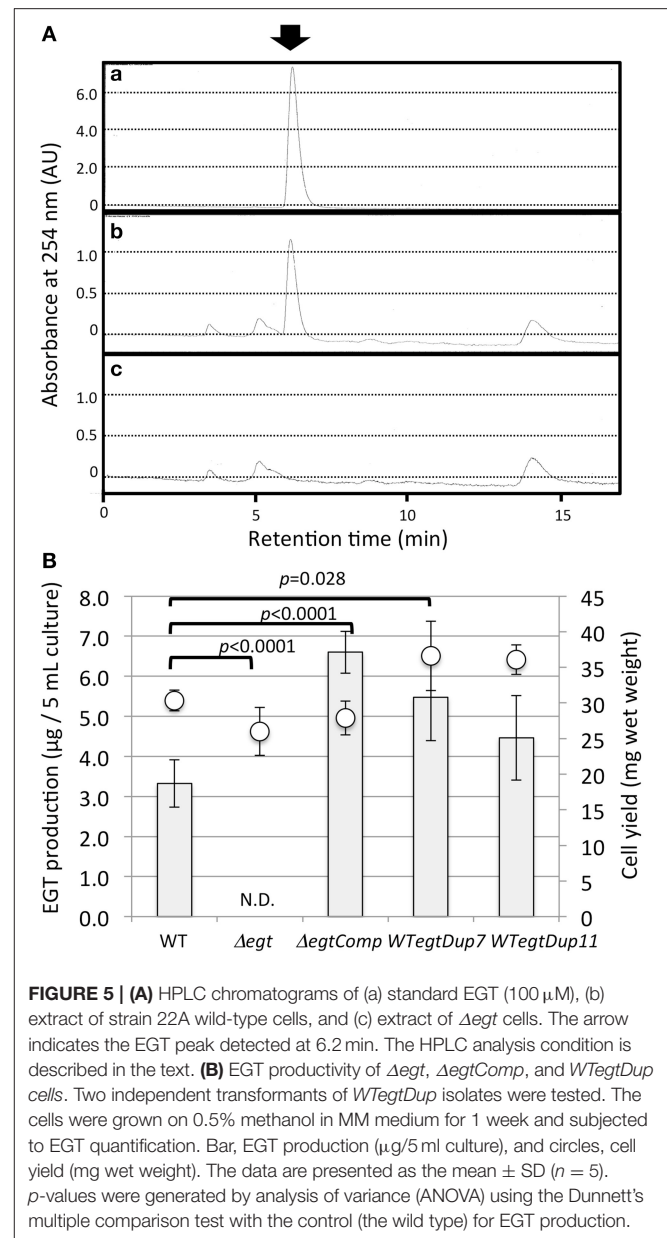 A
a
6.0
4.0
2.0
0
b
1.0
0.5
0
c
1.0
0.5
0
Absorbance at 254 nm (AU)
0 5 10 15
Retention time (min)
B
p=0.028
p<0.0001
p<0.0001
8.0
7.0
6.0
5.0
4.0
3.0
2.0
1.0
0.0
EGT production (µg / 5 mL culture)
45
40
35
30
25
20
15
10
5
0
Cell yield (mg wet weight)
N.D.
WT Δegt ΔegtComp WTegtDup7 WTegtDup11
FIGURE 5 | (A) HPLC chromatograms of (a) standard EGT (100 µM), (b)
extract of strain 22A wild-type cells, and (c) extract of Δegt cells. The arrow
indicates the EGT peak detected at 6.2 min. The HPLC analysis condition is
described in the text. (B) EGT productivity of Δegt, ΔegtComp, and WTegtDup
cells. Two independent transformants of WTegtDup isolates were tested. The
cells were grown on 0.5% methanol in MM medium for 1 week and subjected
to EGT quantification. Bar, EGT production (µg/5 ml culture), and circles, cell
yield (mg wet weight). The data are presented as the mean ± SD (n = 5).
p-values were generated by analysis of variance (ANOVA) using the Dunnett's
multiple comparison test with the control (the wild type) for EGT production.